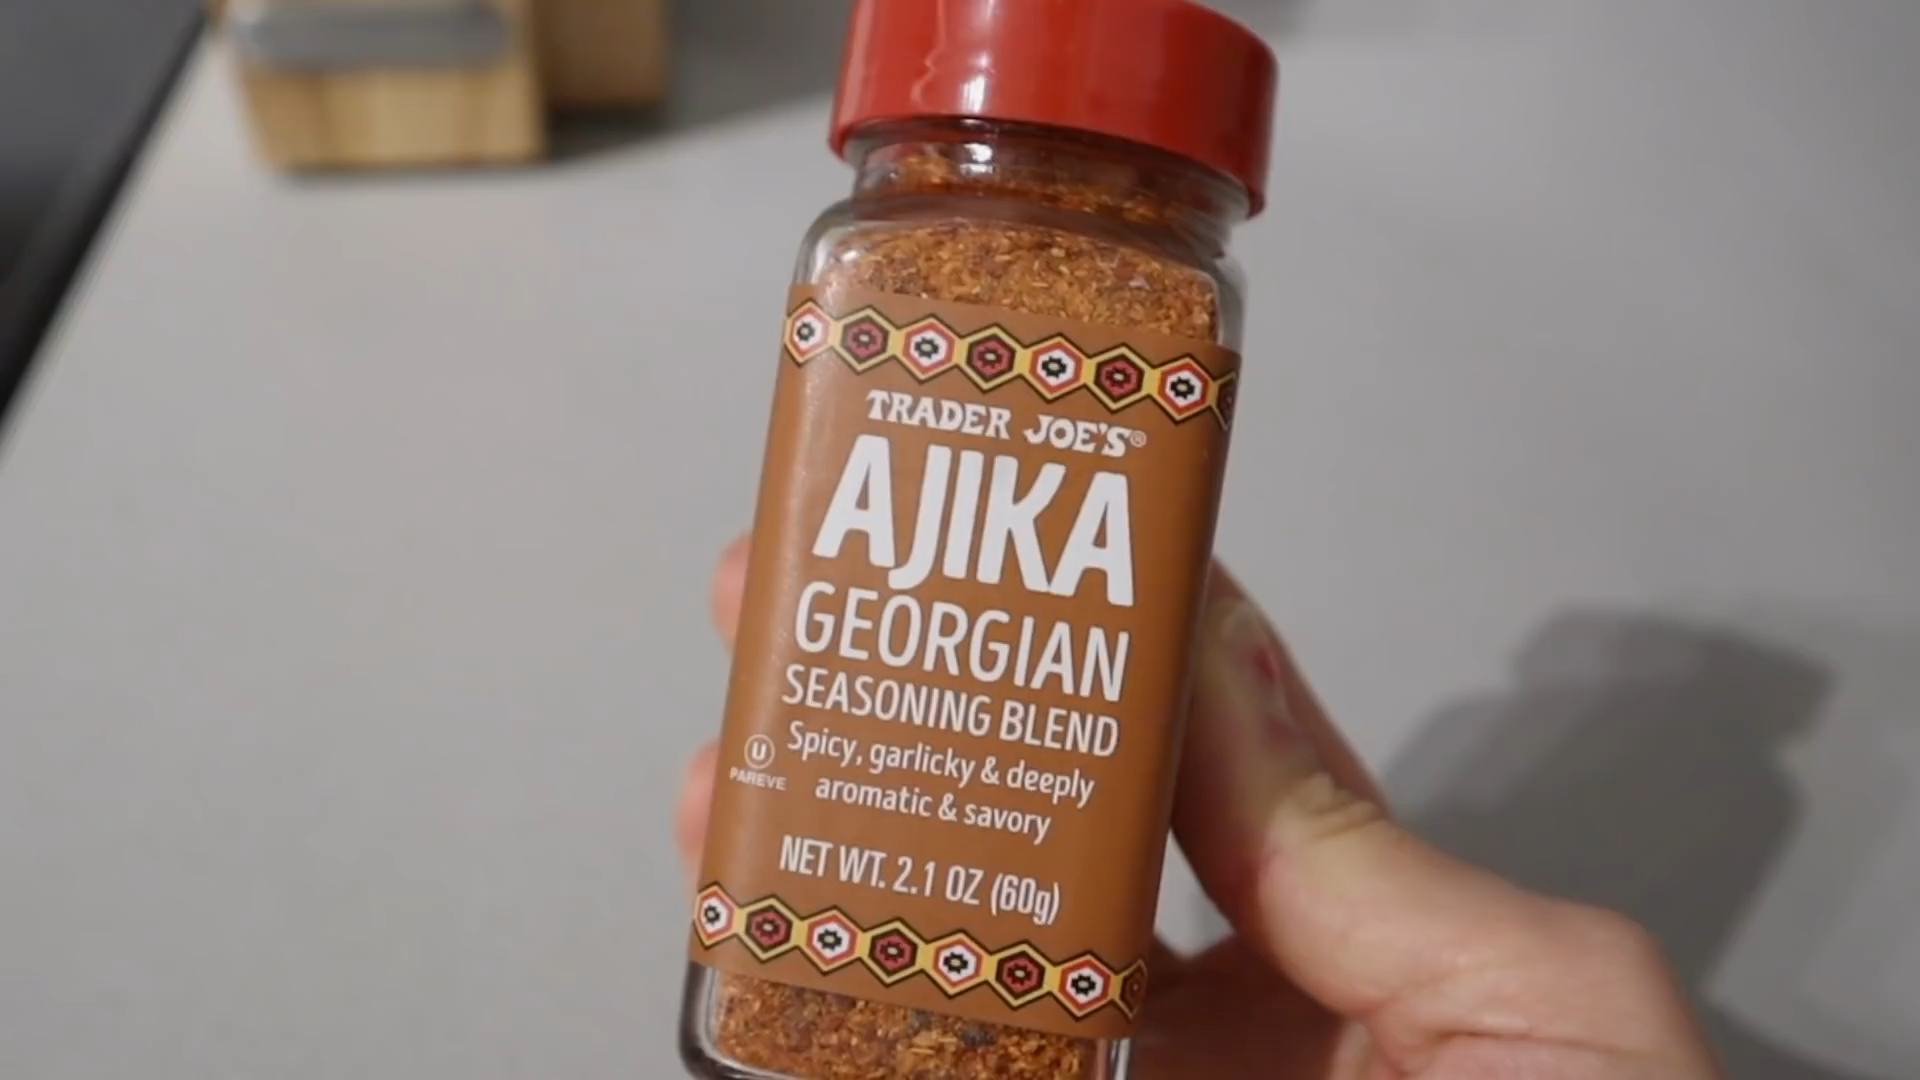 TRADER JOE'S®
AJIKA
GEORGIAN
SEASONING BLEND
Spicy, garlicky & deeply
aromatic & savory
U
PAREVE
NET WT. 2.1 OZ (60g)